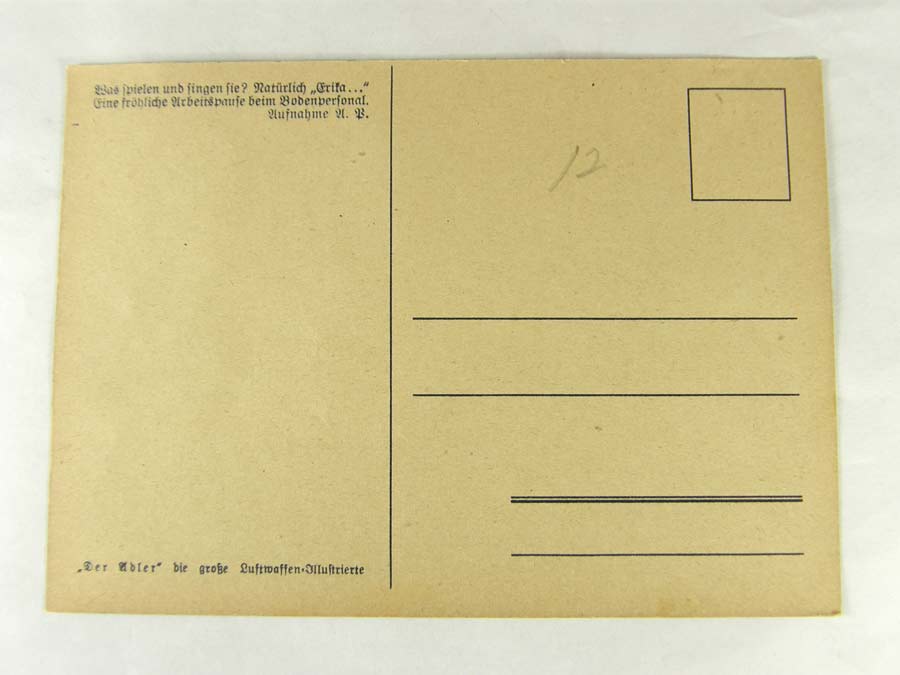 Was spielen und singen sie? Natürlich „Erika..."
Eine fröhliche Arbeitspause beim Bodenpersonal.
Aufnahme A. P.
12
„Der Adler" die große Luftwaffen-Illustrierte